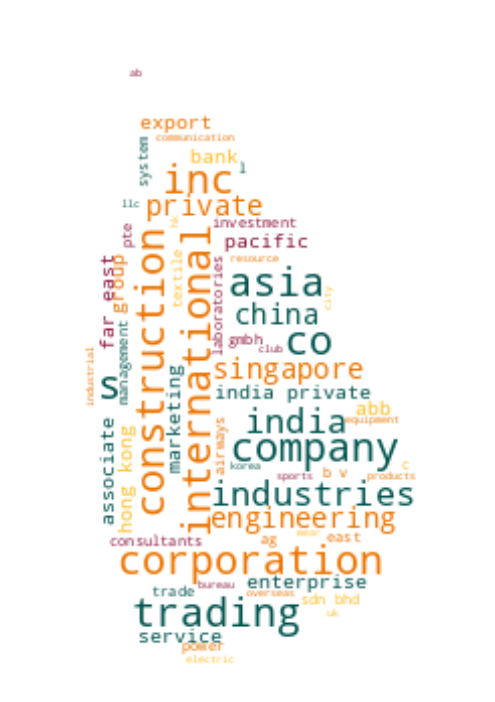 ab
export
communication
system
bank
l
inc
llc
private
hk
pte
investment
pacific
construction
international
far east
group
textile
laboratories
resource
asia
city
china
management
gmbh
club
co
industrial
s
marketing
singapore
india private
abb
india
equipment
associate
hong kong
airways
company
korea
c
sports
b v
products
industries
engineering
consultants
ag
east
corporation
bureau
enterprise
trade
overseas
sdn bhd
trading
uk
service
power
electric